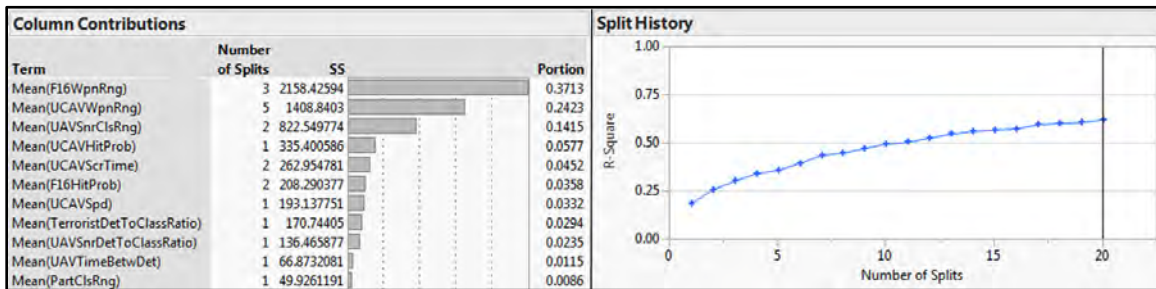 Column Contributions
Number
Term of Splits SS Portion
Mean(F16WpnRng) 3 2158.42594 0.3713
Mean(UCAVWpnRng) 5 1408.8403 0.2423
Mean(UAVSnrClsRng) 2 822.549774 0.1415
Mean(UCAVHitProb) 1 335.400586 0.0577
Mean(UCAVScrTime) 2 262.954781 0.0452
Mean(F16HitProb) 2 208.290377 0.0358
Mean(UCAVSpd) 1 193.137751 0.0332
Mean(TerroristDetToClassRatio) 1 170.74405 0.0294
Mean(UAVSnrDetToClassRatio) 1 136.465877 0.0235
Mean(UAVTimeBetwDet) 1 66.8732081 0.0115
Mean(PartClsRng) 1 49.9261191 0.0086
Split History
1.00
0.75
0.50
0.25
0.00
R-Square
0 5 10 15 20
Number of Splits